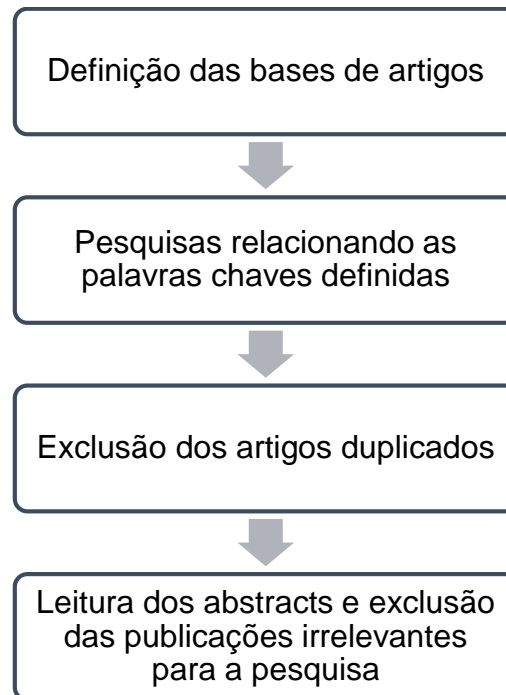 Definição das bases de artigos
Pesquisas relacionando as
palavras chaves definidas
Exclusão dos artigos duplicados
Leitura dos abstracts e exclusão
das publicações irrelevantes
para a pesquisa